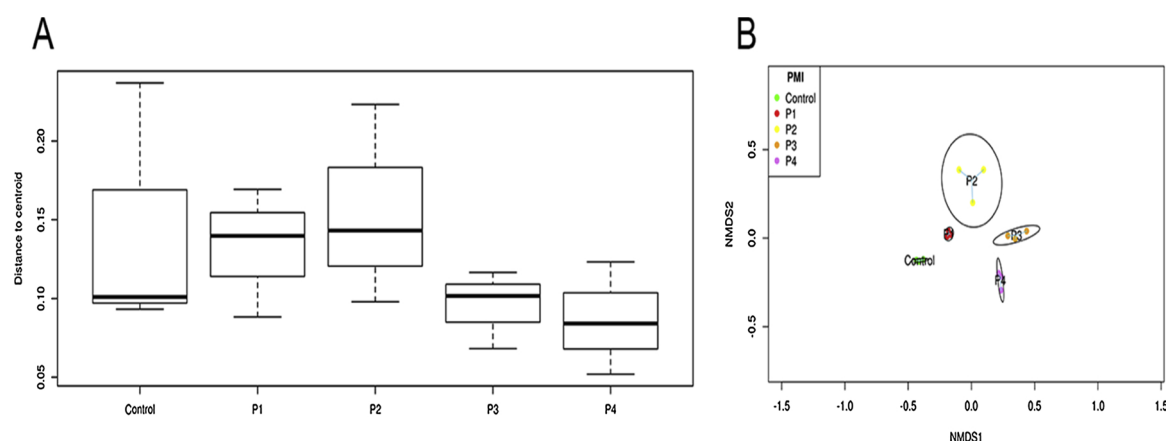 A
Distance to centroid
0.20
0.15
0.10
0.05
Control
P1
P2
P3
P4
B
PMI
Control
P1
P2
P3
P4
NMDS2
0.5
0.0
-0.5
P2
P3
Control
P4
-1.5
-1.0
-0.5
0.0
0.5
1.0
1.5
NMDS1